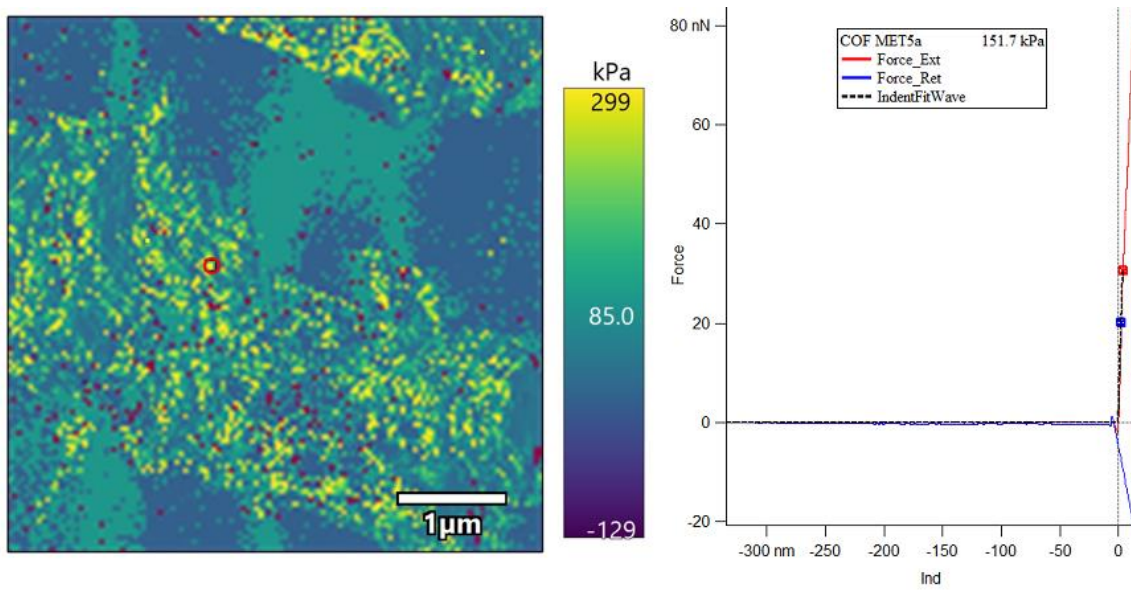 kPa
299
85.0
-129
1µm
80 nN
60
40
20
0
-20
Force
COF MET5a 151.7 kPa
Force_Ext
Force_Ret
IndentFitWave
-300 nm -250 -200 -150 -100 -50 0
Ind